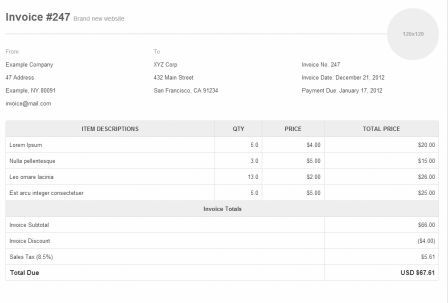 Invoice #247 Brand new website
120x120
From To
Example Company XYZ Corp Invoice No. 247
47 Address 432 Main Street Invoice Date: December 21, 2012
Example, NY 00091 San Francisco, CA 91234 Payment Due: January 17, 2012
invoice@mail.com
ITEM DESCRIPTIONS QTY PRICE TOTAL PRICE
Lorem Ipsum 5.0 $4.00 $20.00
Nulla pellentesque 3.0 $5.00 $15.00
Leo ornare lacinia 13.0 $2.00 $26.00
Est arcu integer consectetuer 5.0 $5.00 $25.00
Invoice Totals
Invoice Subtotal $66.00
Invoice Discount ($4.00)
Sales Tax (8.5%) $5.61
Total Due USD $67.61